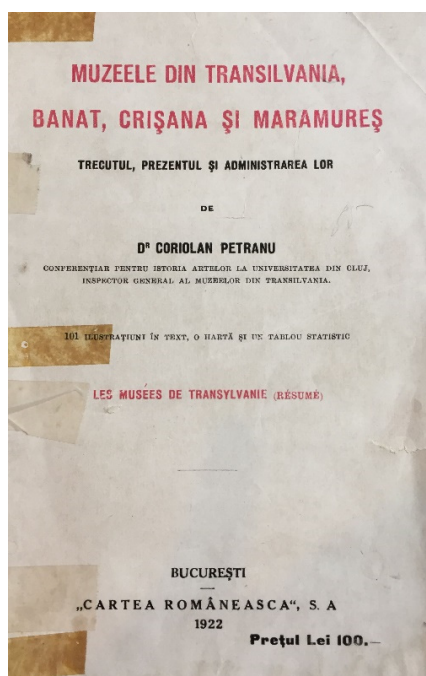 MUZEELE DIN TRANSILVANIA,
BANAT, CRIŞANA ŞI MARAMUREŞ
TRECUTUL, PREZENTUL ŞI ADMINISTRAREA LOR
DE
DR CORIOLAN PETRANU
CONFERENŢIAR PENTRU ISTORIA ARTELOR LA UNIVERSITATEA DIN CLUJ,
INSPECTOR GENERAL AL MUZEELOR DIN TRANSILVANIA.
101 ILUSTRAŢIUNI ÎN TEXT, O HARTĂ ŞI UN TABLOU STATISTIC
LES MUSÉES DE TRANSYLVANIE (RÉSUMÉ)
BUCUREŞTI
„CARTEA ROMÂNEASCA“, S. A
1922
Preţul Lei 100.–